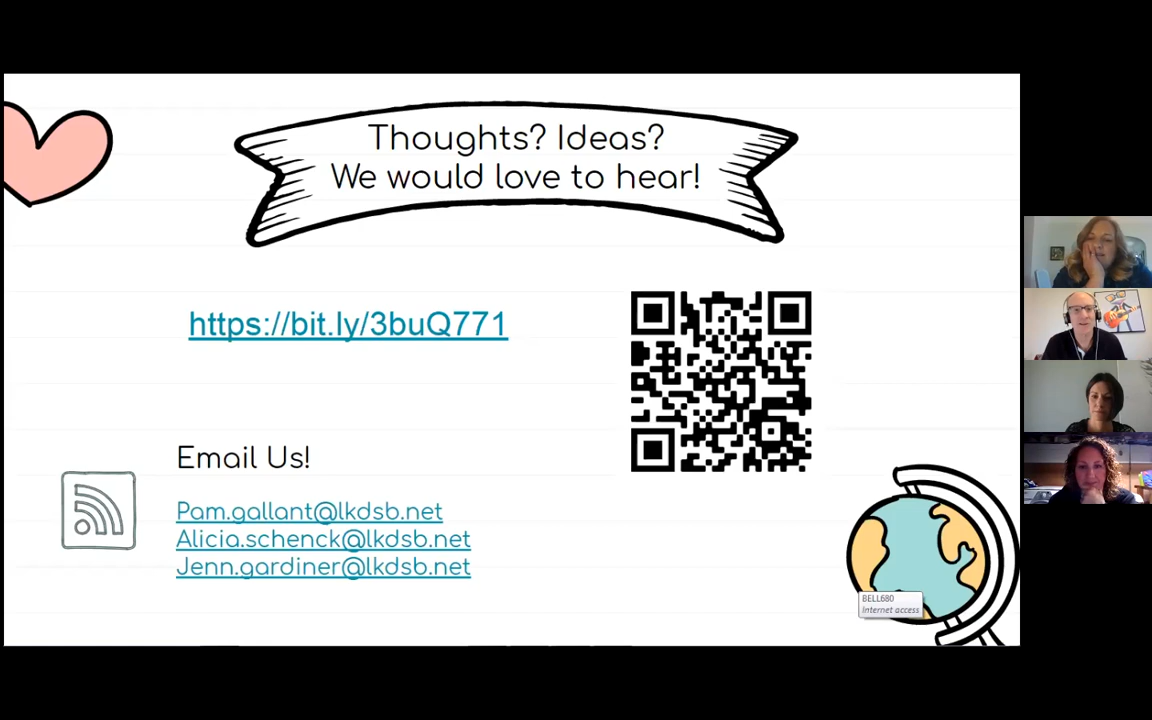 Thoughts? Ideas?
We would love to hear!
https://bit.ly/3buQ771
Email Us!
Pam.gallant@lkdsb.net
Alicia.schenck@lkdsb.net
Jenn.gardiner@lkdsb.net
BELL680
Internet access